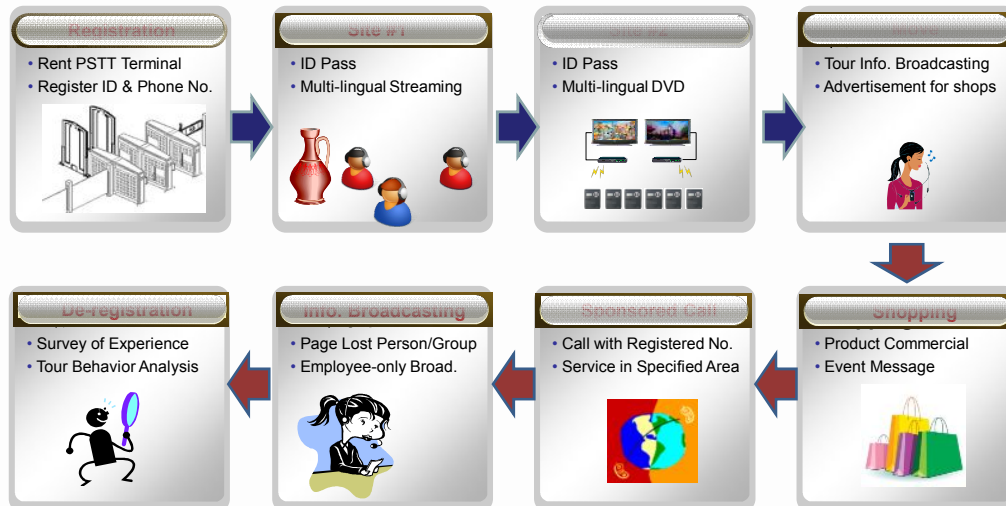 Registration
• Rent PSTT Terminal
• Register ID & Phone No.
Site #1
• ID Pass
• Multi-lingual Streaming
Site #2
• ID Pass
• Multi-lingual DVD
• Tour Info. Broadcasting
• Advertisement for shops
De-registration
• Survey of Experience
• Tour Behavior Analysis
Info. Broadcasting
• Page Lost Person/Group
• Employee-only Broad.
Sponsored Call
• Call with Registered No.
• Service in Specified Area
Shopping
• Product Commercial
• Event Message